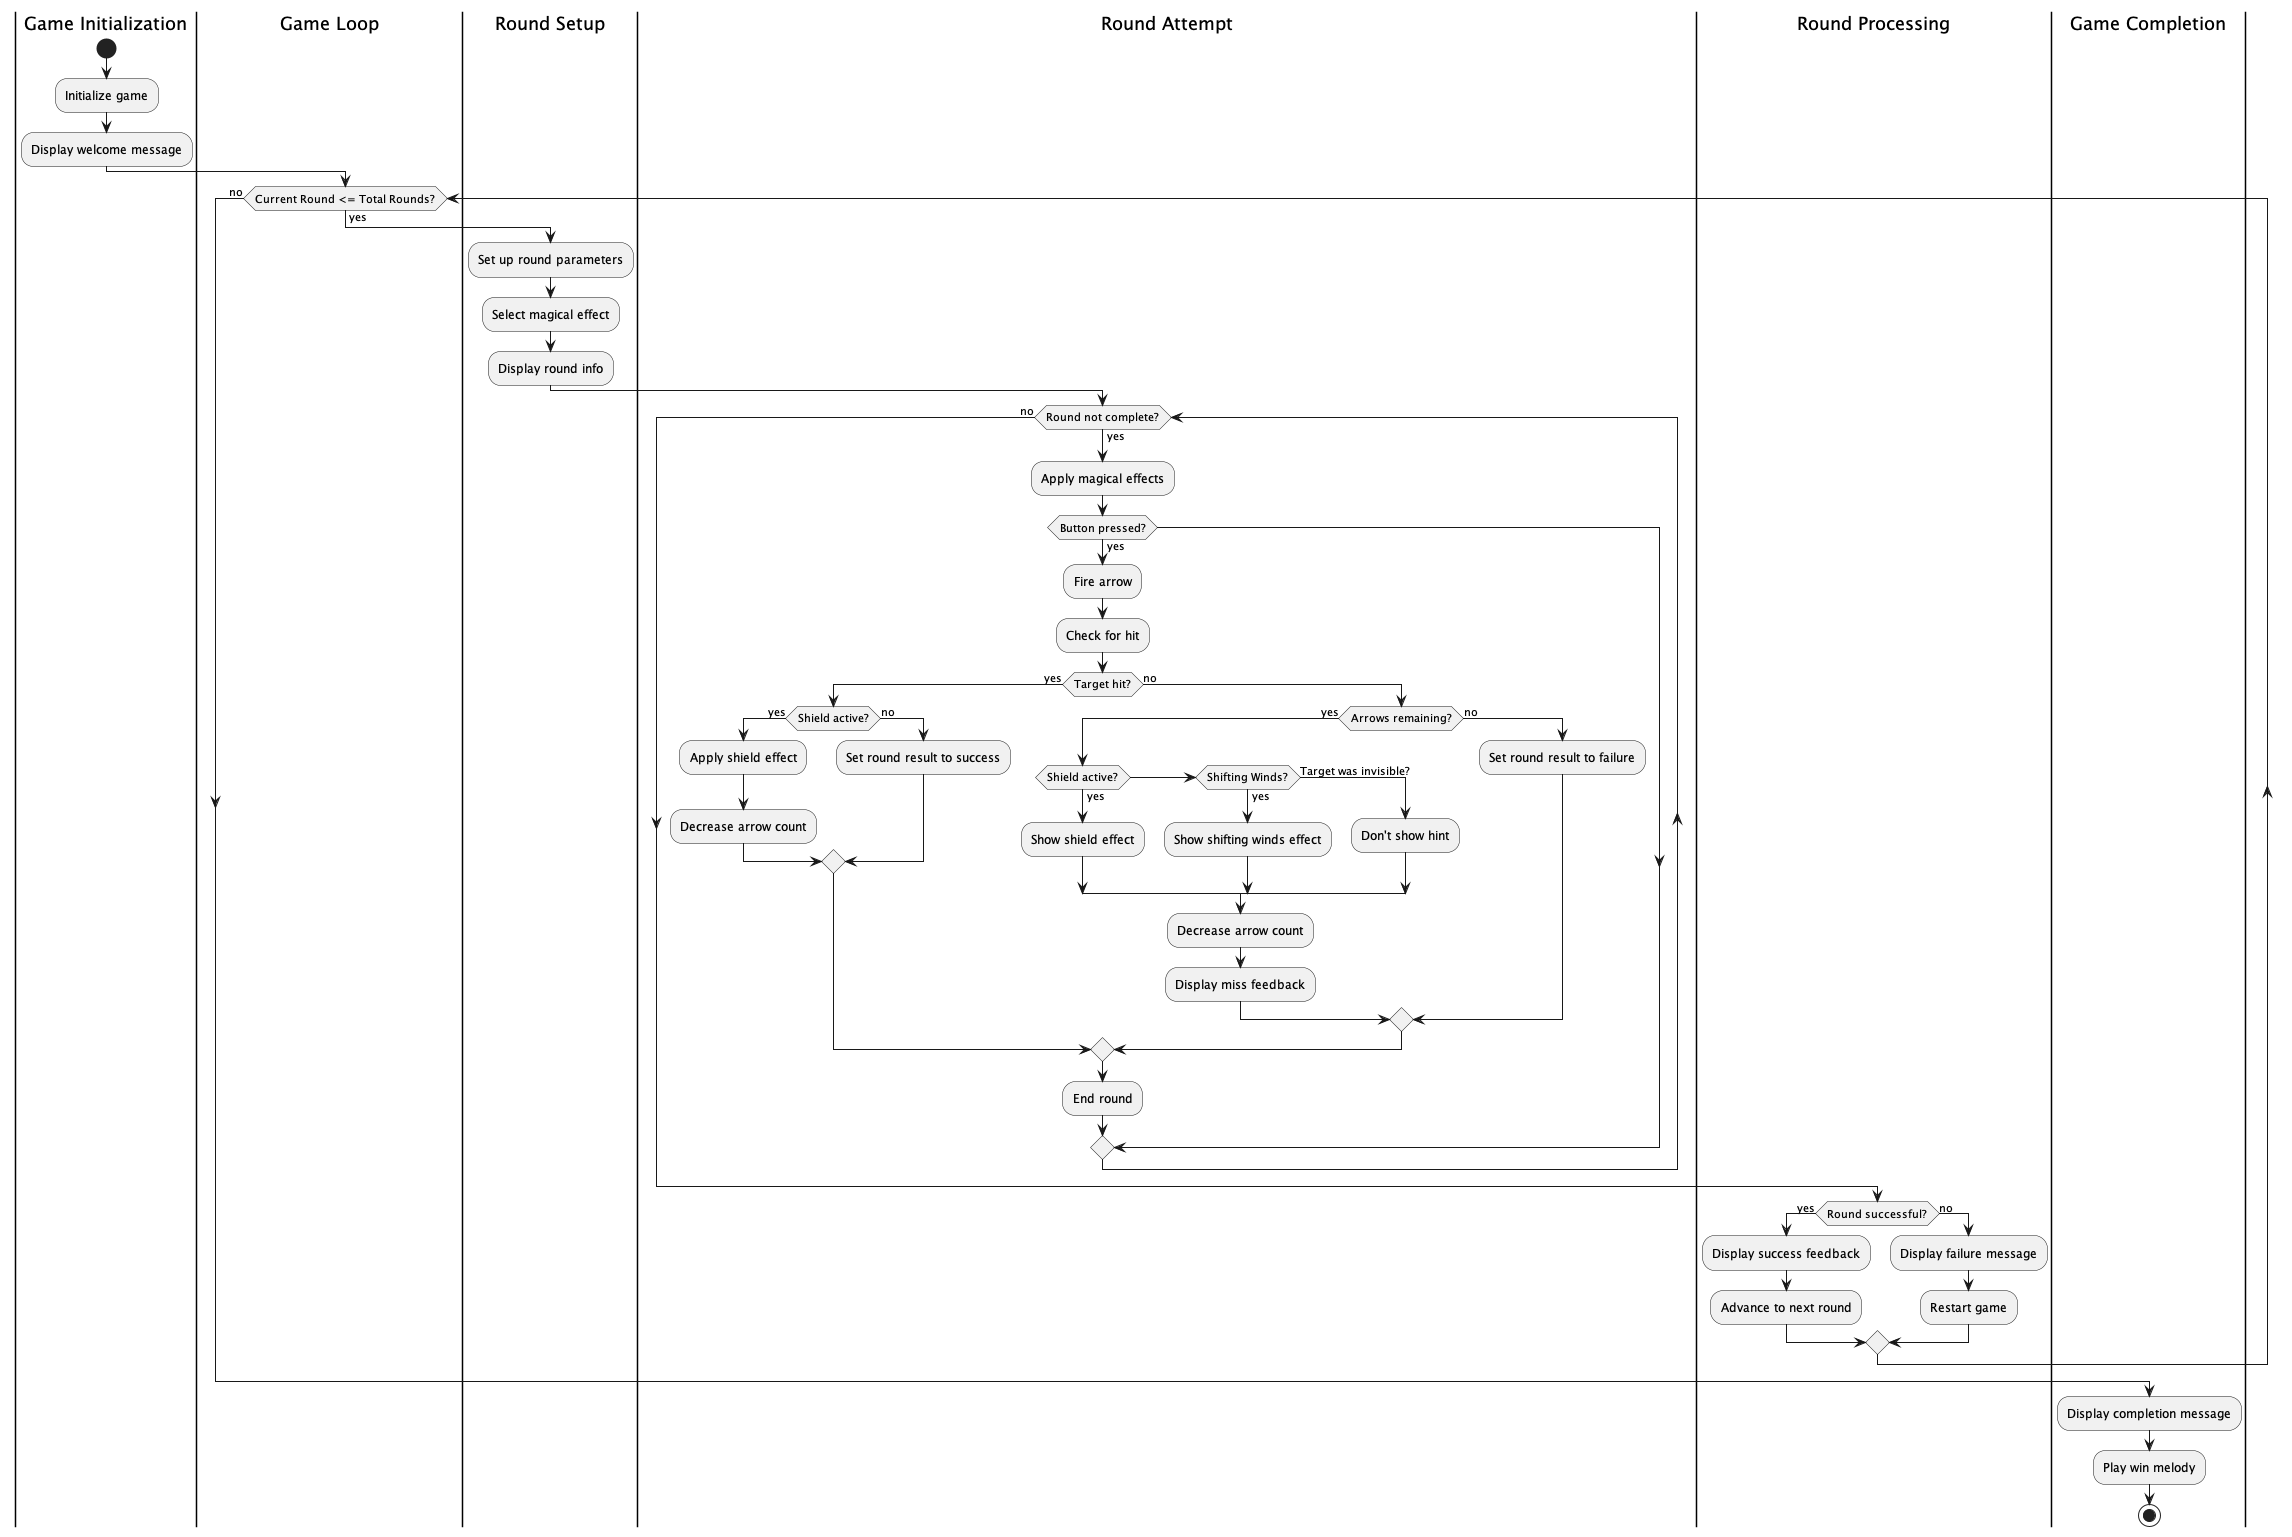 Game Initialization
Game Loop
Round Setup
Round Attempt
Round Processing
Game Completion
Initialize game
Display welcome message
no
Current Round <= Total Rounds?
yes
Set up round parameters
Select magical effect
Display round info
no
Round not complete?
yes
Apply magical effects
Button pressed?
yes
Fire arrow
Check for hit
yes
Target hit?
no
yes
Shield active?
no
yes
Arrows remaining?
no
Apply shield effect
Set round result to success
Set round result to failure
Shield active?
Shifting Winds?
Target was invisible?
yes
yes
Decrease arrow count
Show shield effect
Show shifting winds effect
Don't show hint
Decrease arrow count
Display miss feedback
End round
yes
Round successful?
no
Display success feedback
Display failure message
Advance to next round
Restart game
Display completion message
Play win melody